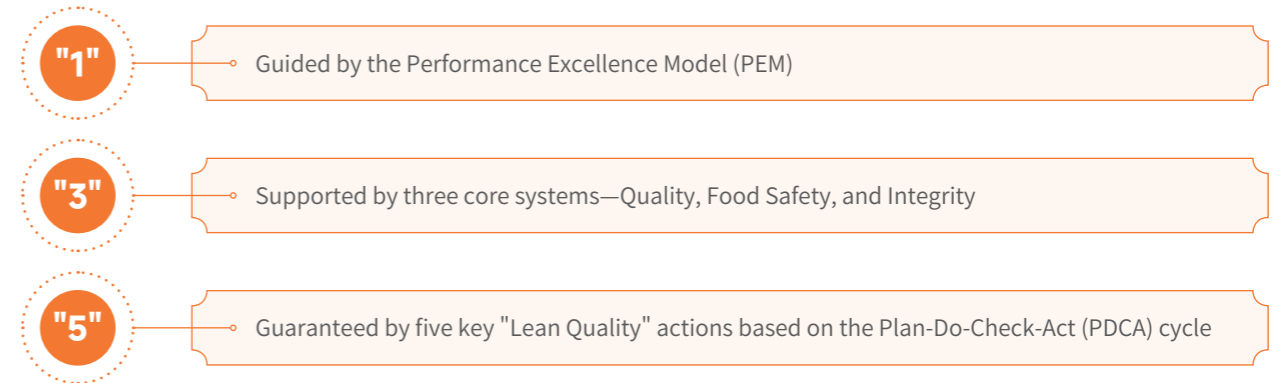 "1"
Guided by the Performance Excellence Model (PEM)
"3"
Supported by three core systems—Quality, Food Safety, and Integrity
"5"
Guaranteed by five key "Lean Quality" actions based on the Plan-Do-Check-Act (PDCA) cycle